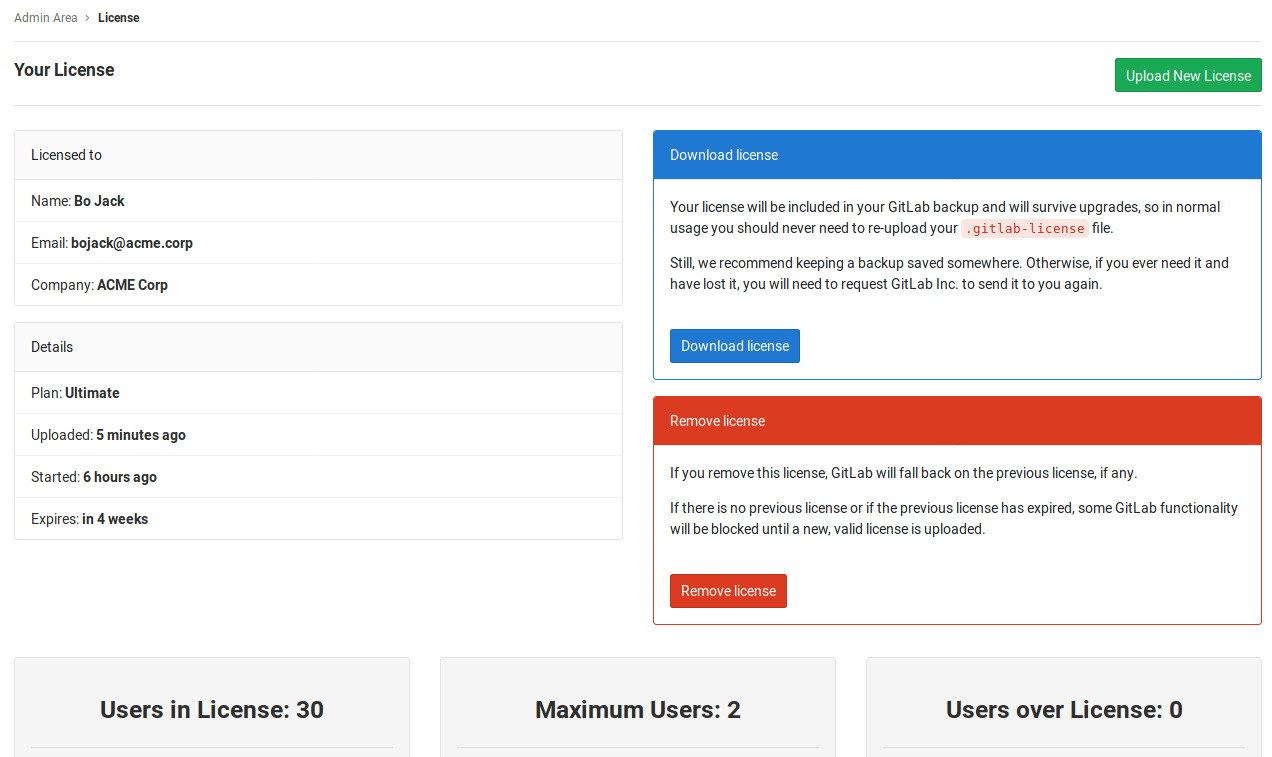 Admin Area > License
Your License
Upload New License
Licensed to
Name: Bo Jack
Email: bojack@acme.corp
Company: ACME Corp
Details
Plan: Ultimate
Uploaded: 5 minutes ago
Started: 6 hours ago
Expires: in 4 weeks
Download license
Your license will be included in your GitLab backup and will survive upgrades, so in normal
usage you should never need to re-upload your .gitlab-license file.
Still, we recommend keeping a backup saved somewhere. Otherwise, if you ever need it and
have lost it, you will need to request GitLab Inc. to send it to you again.
Download license
Remove license
If you remove this license, GitLab will fall back on the previous license, if any.
If there is no previous license or if the previous license has expired, some GitLab functionality
will be blocked until a new, valid license is uploaded.
Remove license
Users in License: 30
Maximum Users: 2
Users over License: 0